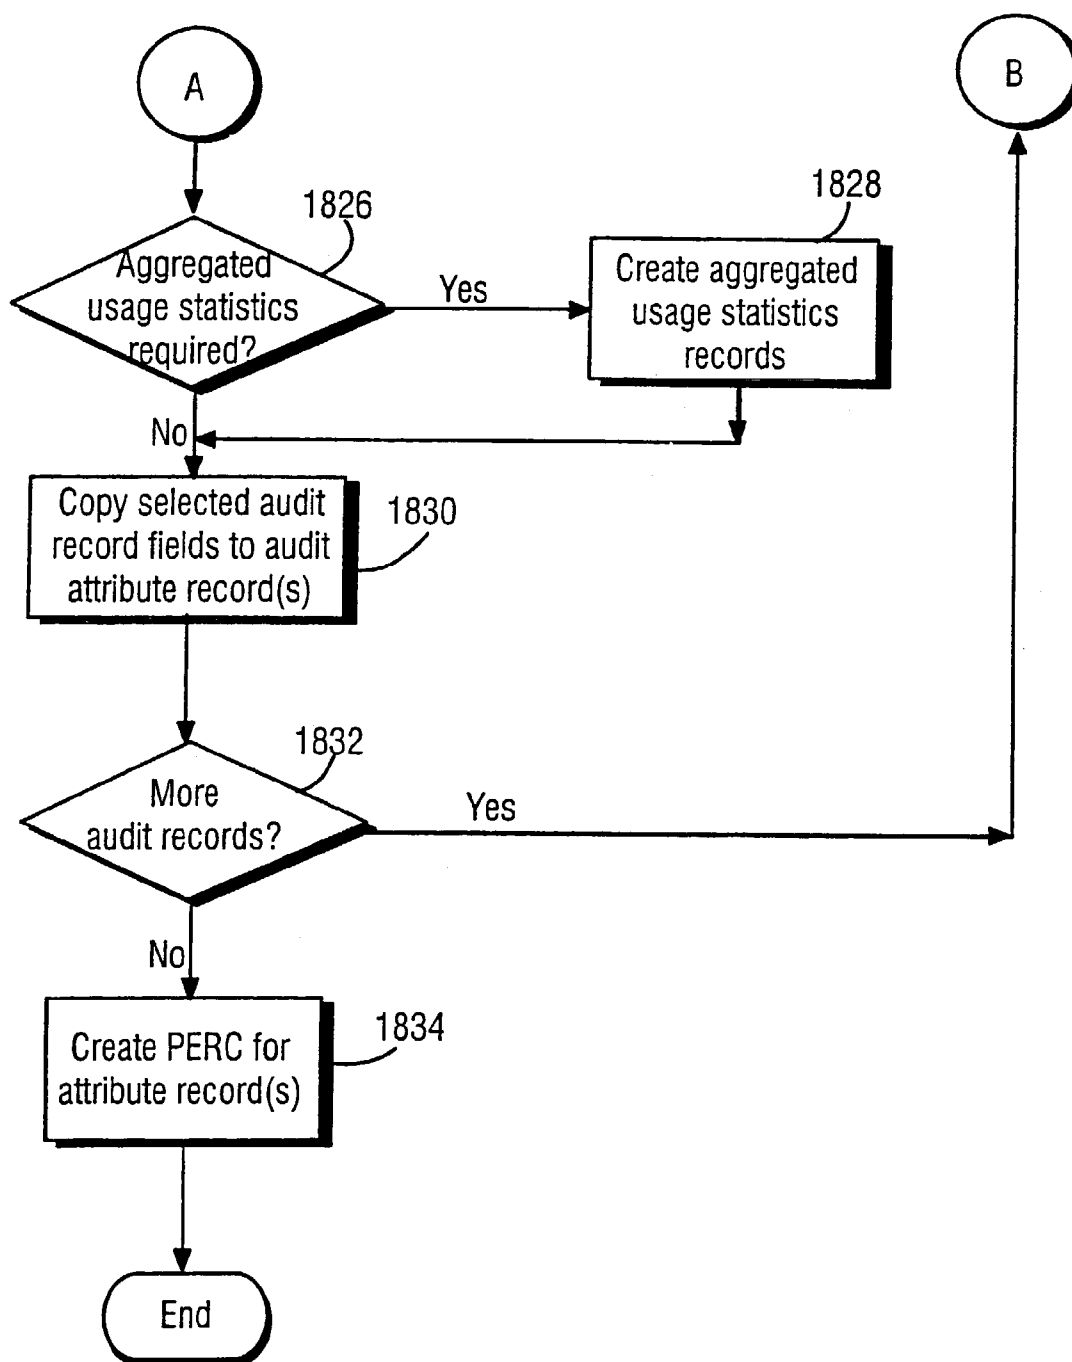 A
B
1826
1828
Aggregated
usage statistics
required?
Yes
Create aggregated
usage statistics
records
No
Copy selected audit
record fields to audit
attribute record(s)
1830
1832
More
audit records?
Yes
No
Create PERC for
attribute record(s)
1834
End